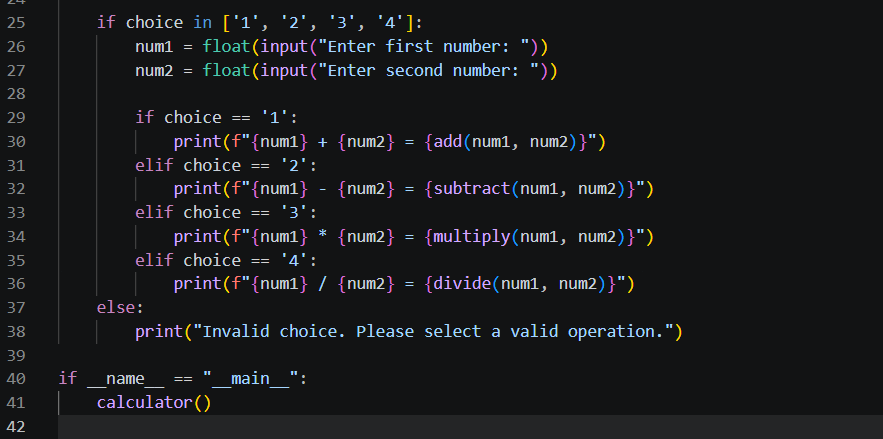 25 if choice in ['1', '2', '3', '4']:
26 num1 = float(input("Enter first number: "))
27 num2 = float(input("Enter second number: "))
28
29 if choice == '1':
30 print(f"{num1} + {num2} = {add(num1, num2)}")
31 elif choice == '2':
32 print(f"{num1} - {num2} = {subtract(num1, num2)}")
33 elif choice == '3':
34 print(f"{num1} * {num2} = {multiply(num1, num2)}")
35 elif choice == '4':
36 print(f"{num1} / {num2} = {divide(num1, num2)}")
37 else:
38 print("Invalid choice. Please select a valid operation.")
39
40 if __name__ == "__main__":
41 calculator()
42